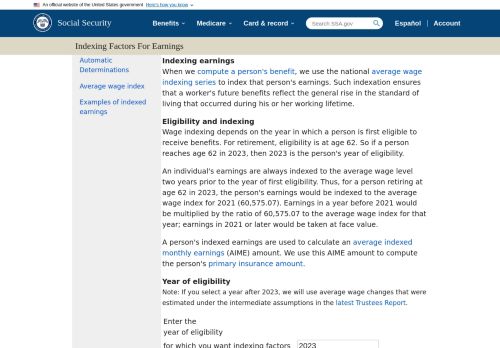 An official website of the United States government Here's how you know
Social Security
Benefits Medicare Card & record Search SSA.gov Español Account
Indexing Factors For Earnings
Automatic
Determinations
Average wage index
Examples of indexed
earnings
Indexing earnings
When we compute a person's benefit, we use the national average wage
indexing series to index that person's earnings. Such indexation ensures
that a worker's future benefits reflect the general rise in the standard of
living that occurred during his or her working lifetime.
Eligibility and indexing
Wage indexing depends on the year in which a person is first eligible to
receive benefits. For retirement, eligibility is at age 62. So if a person
reaches age 62 in 2023, then 2023 is the person's year of eligibility.
An individual's earnings are always indexed to the average wage level
two years prior to the year of first eligibility. Thus, for a person retiring at
age 62 in 2023, the person's earnings would be indexed to the average
wage index for 2021 (60,575.07). Earnings in a year before 2021
would be multiplied by the ratio of 60,575.07 to the average wage index for that
year; earnings in 2021 or later would be taken at face value.
A person's indexed earnings are used to calculate an average indexed
monthly earnings (AIME) amount. We use this AIME amount to compute
the person's primary insurance amount.
Year of eligibility
Note: If you select a year after 2023, we will use average wage changes that were
estimated under the intermediate assumptions in the latest Trustees Report.
Enter the
year of eligibility
for which you want indexing factors 2023